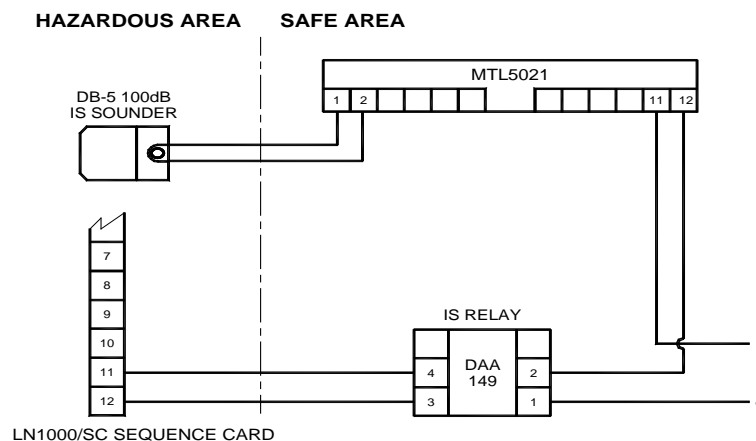 HAZARDOUS AREA SAFE AREA
MTL5021
1 2 11 12
DB-5 100dB
IS SOUNDER
7
8
9
10
11
12
LN1000/SC SEQUENCE CARD
IS RELAY
4 DAA 2
149
3 1